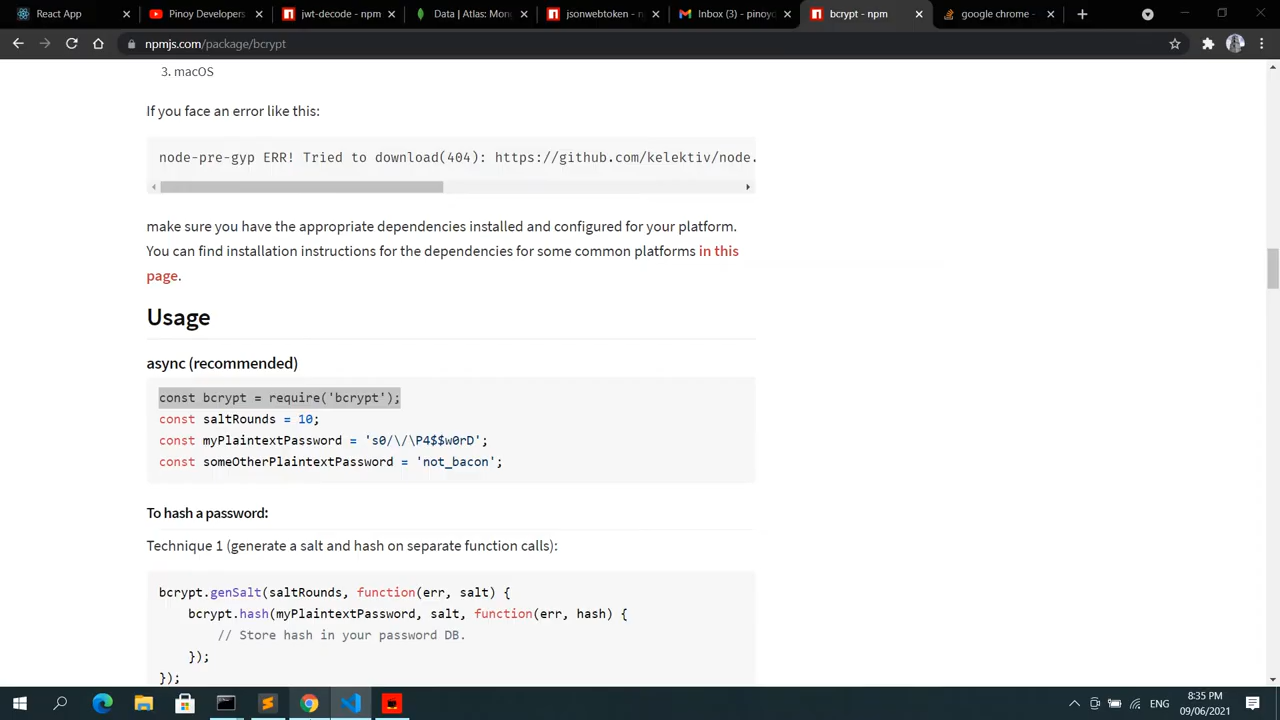 React App
Pinoy Developers
jwt-decode - npm
Data | Atlas: Mong
jsonwebtoken - n
Inbox (3) - pinoyd
bcrypt - npm
google chrome -
npmjs.com/package/bcrypt
3. macOS
If you face an error like this:
node-pre-gyp ERR! Tried to download(404): https://github.com/kelektiv/node.
make sure you have the appropriate dependencies installed and configured for your platform.
You can find installation instructions for the dependencies for some common platforms in this
page.
Usage
async (recommended)
const bcrypt = require('bcrypt');
const saltRounds = 10;
const myPlaintextPassword = 's0/\/\P4$$w0rD';
const someOtherPlaintextPassword = 'not_bacon';
To hash a password:
Technique 1 (generate a salt and hash on separate function calls):
bcrypt.genSalt(saltRounds, function(err, salt) {
bcrypt.hash(myPlaintextPassword, salt, function(err, hash) {
// Store hash in your password DB.
});
});
ENG
8:35 PM
09/06/2021